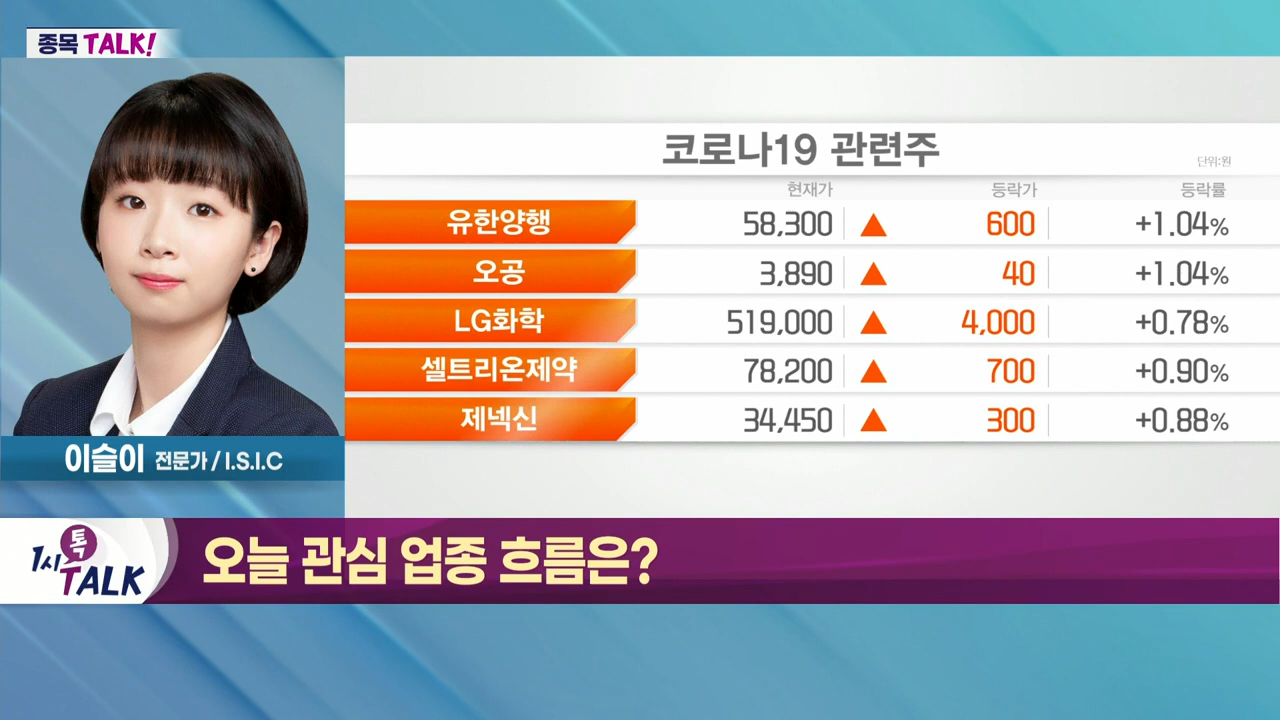 종목 TALK!
코로나19 관련주
단위:원
현재가 등락가 등락률
유한양행 58,300 ▲ 600 +1.04%
오공 3,890 ▲ 40 +1.04%
LG화학 519,000 ▲ 4,000 +0.78%
셀트리온제약 78,200 ▲ 700 +0.90%
제넥신 34,450 ▲ 300 +0.88%
이슬이 전문가 / I.S.I.C
1시 톡 TALK
오늘 관심 업종 흐름은?